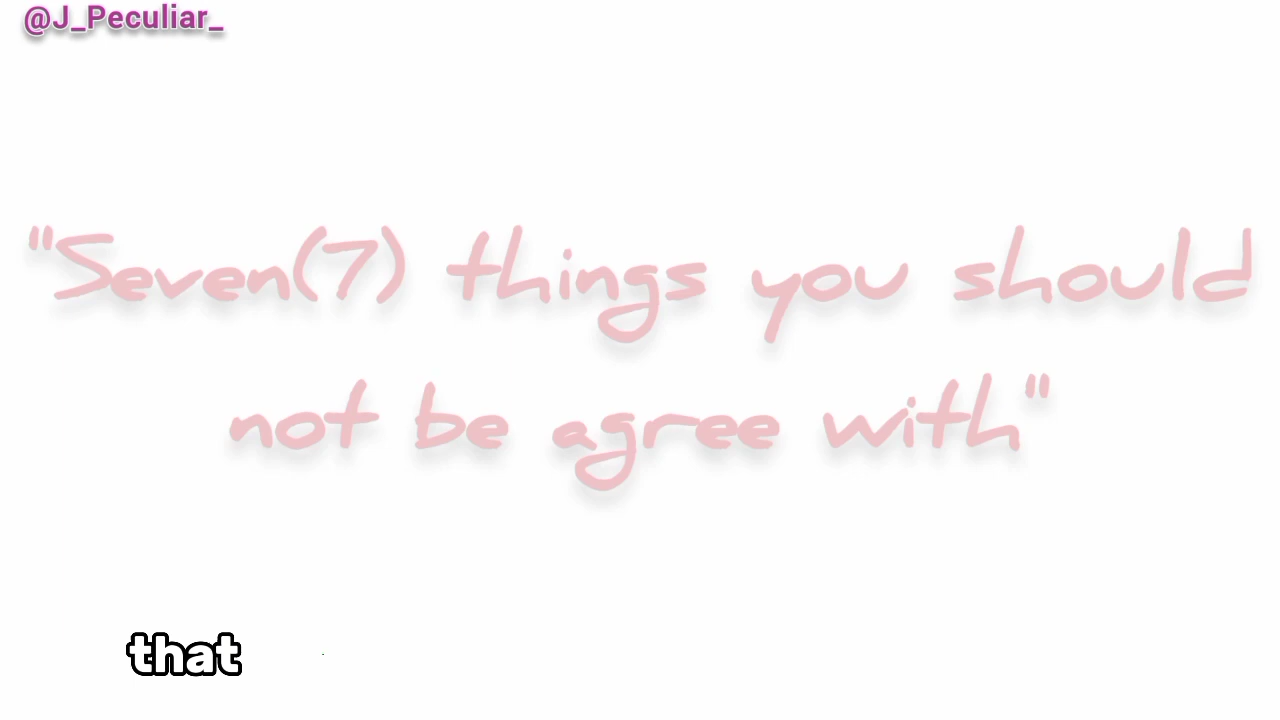 @J_Peculiar_
"Seven(7) things you should
not be agree with"
that